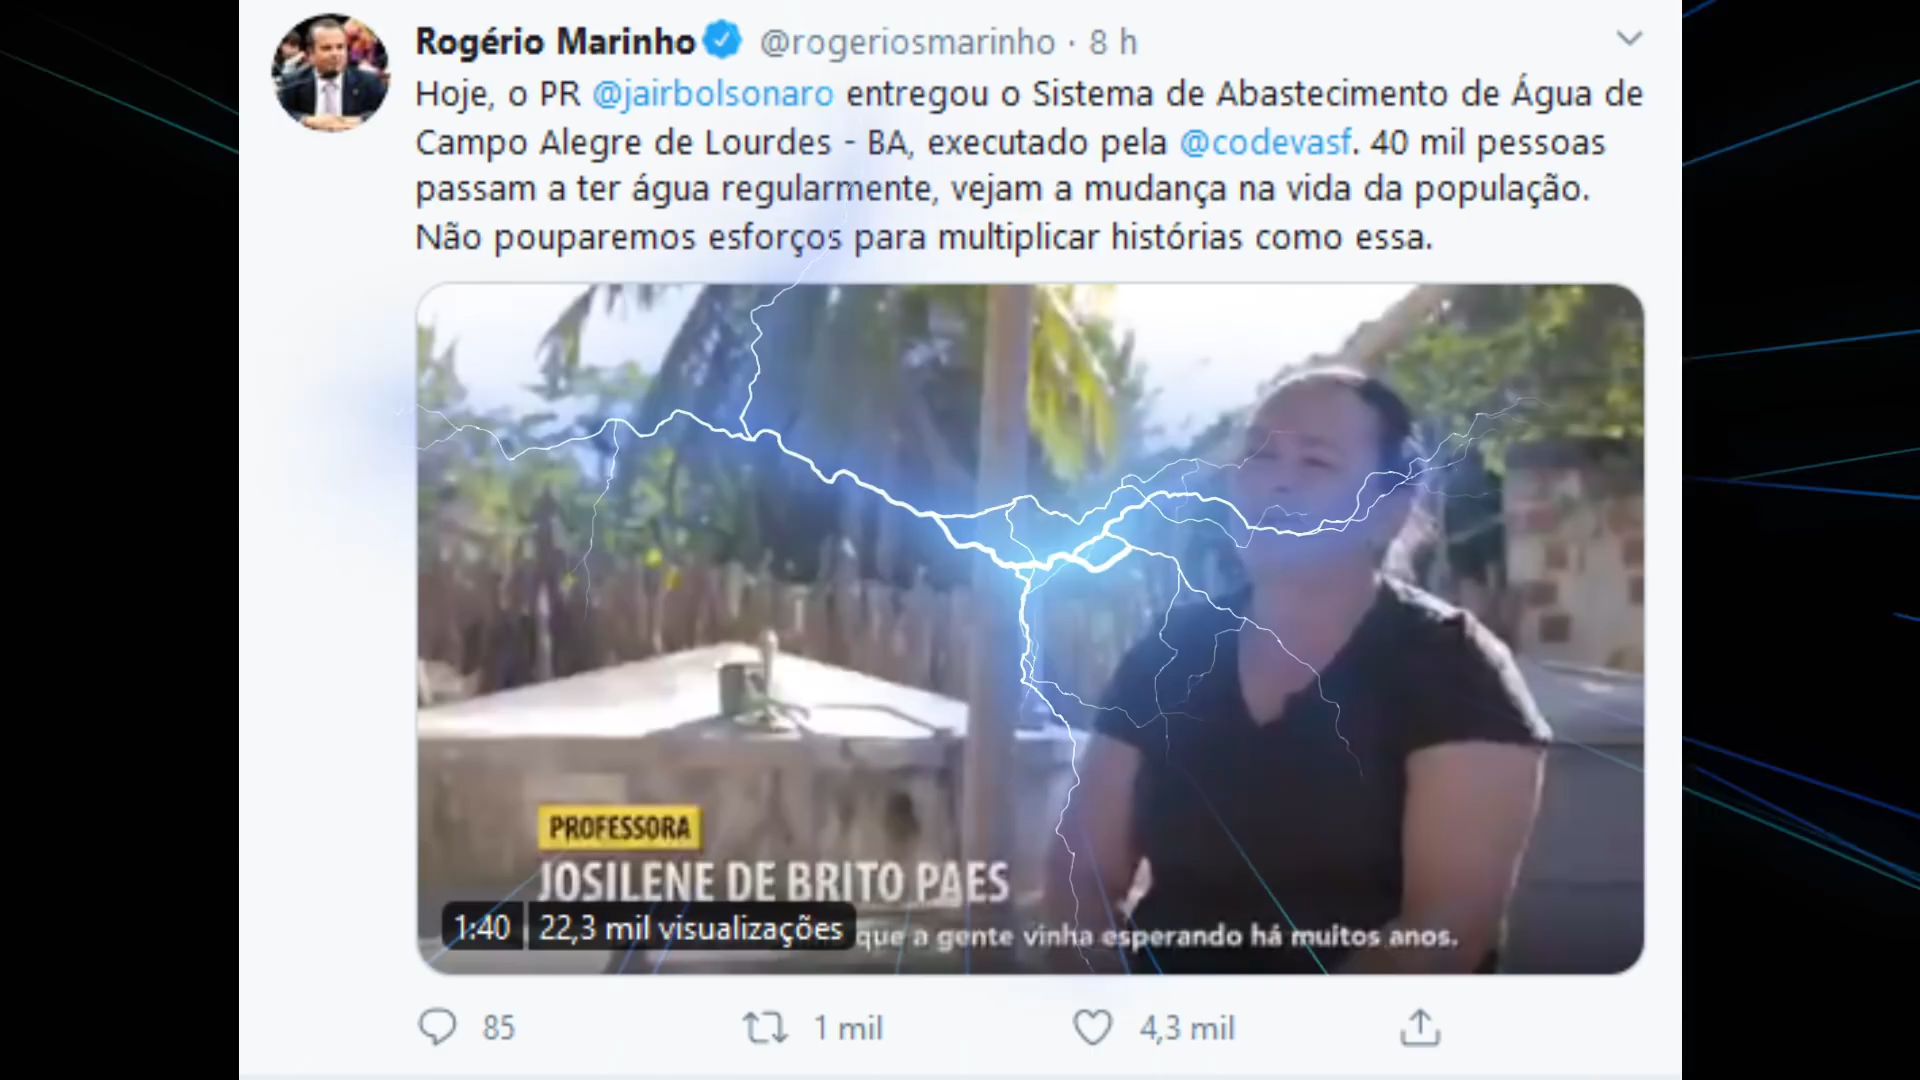 Rogério Marinho @rogeriosmarinho · 8 h
Hoje, o PR @jairbolsonaro entregou o Sistema de Abastecimento de Água de
Campo Alegre de Lourdes - BA, executado pela @codevasf. 40 mil pessoas
passam a ter água regularmente, vejam a mudança na vida da população.
Não pouparemos esforços para multiplicar histórias como essa.
PROFESSORA
JOSILENE DE BRITO PAES
1:40 22,3 mil visualizações
que a gente vinha esperando há muitos anos.
85 1 mil 4,3 mil